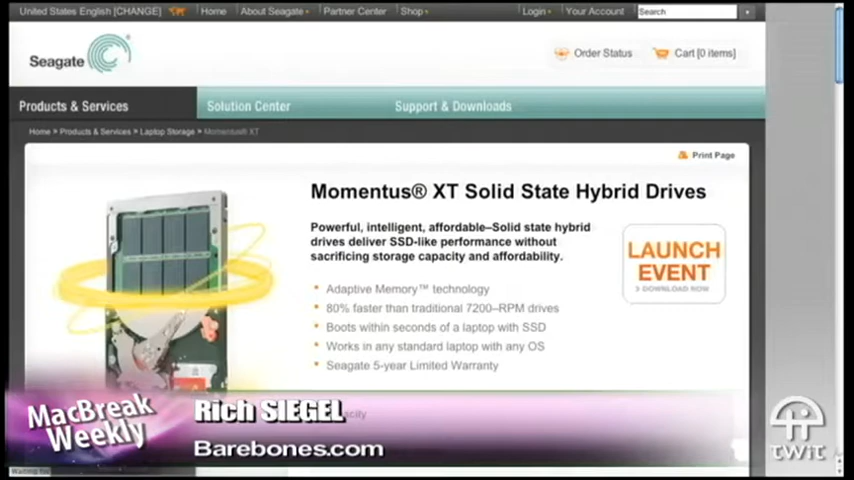 United States English [CHANGE] Home About Seagate Partner Center Shop Login Your Account Search
Seagate
Order Status Cart [0 items]
Products & Services Solution Center Support & Downloads
Home » Products & Services » Laptop Storage » Momentus® XT
Print Page
Momentus® XT Solid State Hybrid Drives
Powerful, intelligent, affordable–Solid state hybrid
drives deliver SSD-like performance without
sacrificing storage capacity and affordability.
LAUNCH
EVENT
> DOWNLOAD NOW
• Adaptive Memory™ technology
• 80% faster than traditional 7200–RPM drives
• Boots within seconds of a laptop with SSD
• Works in any standard laptop with any OS
• Seagate 5-year Limited Warranty
MacBreak
Weekly
Rich SIEGEL
Barebones.com
TWiT